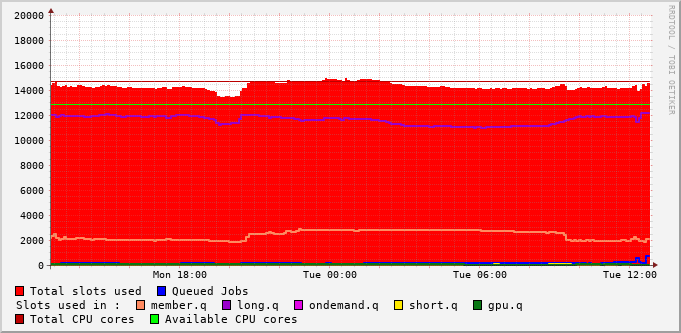 20000
18000
16000
14000
12000
10000
8000
6000
4000
2000
0
Mon 18:00 Tue 00:00 Tue 06:00 Tue 12:00
Total slots used Queued Jobs
Slots used in : member.q long.q ondemand.q short.q gpu.q
Total CPU cores Available CPU cores
RRDTOOL / TOBI OETIKER